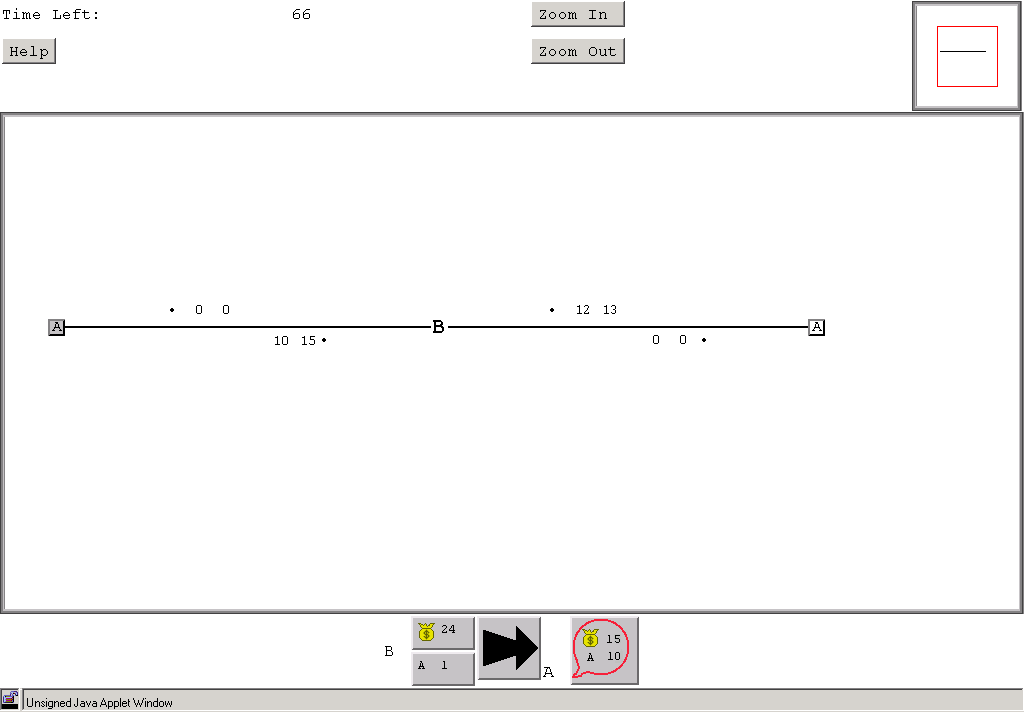 Time Left: 66 Zoom In
Help Zoom Out
0 0 12 13
A B A
10 15 0 0
24 15
B A 1 A A 10
Unsigned Java Applet Window